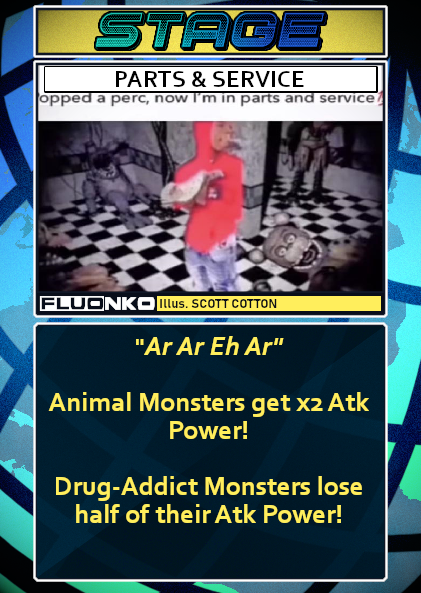 STAGE
PARTS & SERVICE
opped a perc, now I'm in parts and service
FLUONKO Illus. SCOTT COTTON
"Ar Ar Eh Ar"
Animal Monsters get x2 Atk
Power!
Drug-Addict Monsters lose
half of their Atk Power!